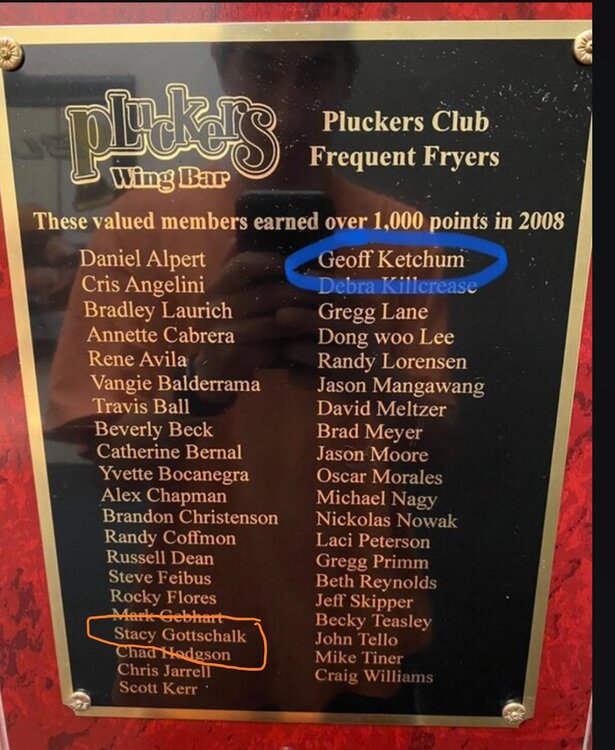 Pluckers
Wing Bar
Pluckers Club
Frequent Fryers
These valued members earned over 1,000 points in 2008
Daniel Alpert
Cris Angelini
Bradley Laurich
Annette Cabrera
Rene Avila
Vangie Balderrama
Travis Ball
Beverly Beck
Catherine Bernal
Yvette Bocanegra
Alex Chapman
Brandon Christenson
Randy Coffmon
Russell Dean
Steve Feibus
Rocky Flores
Mark Gebhart
Stacy Gottschalk
Chad Hodgson
Chris Jarrell
Scott Kerr
Geoff Ketchum
Debra Killcrease
Gregg Lane
Dong woo Lee
Randy Lorensen
Jason Mangawang
David Meltzer
Brad Meyer
Jason Moore
Oscar Morales
Michael Nagy
Nickolas Nowak
Laci Peterson
Gregg Primm
Beth Reynolds
Jeff Skipper
Becky Teasley
John Tello
Mike Tiner
Craig Williams